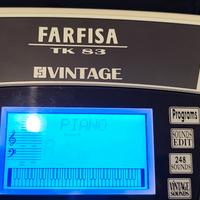 FARFISA
TK 83
VINTAGE
PIANO
Programs
SOUNDS
EDIT
248
SOUNDS
VINTAGE
SOUNDS